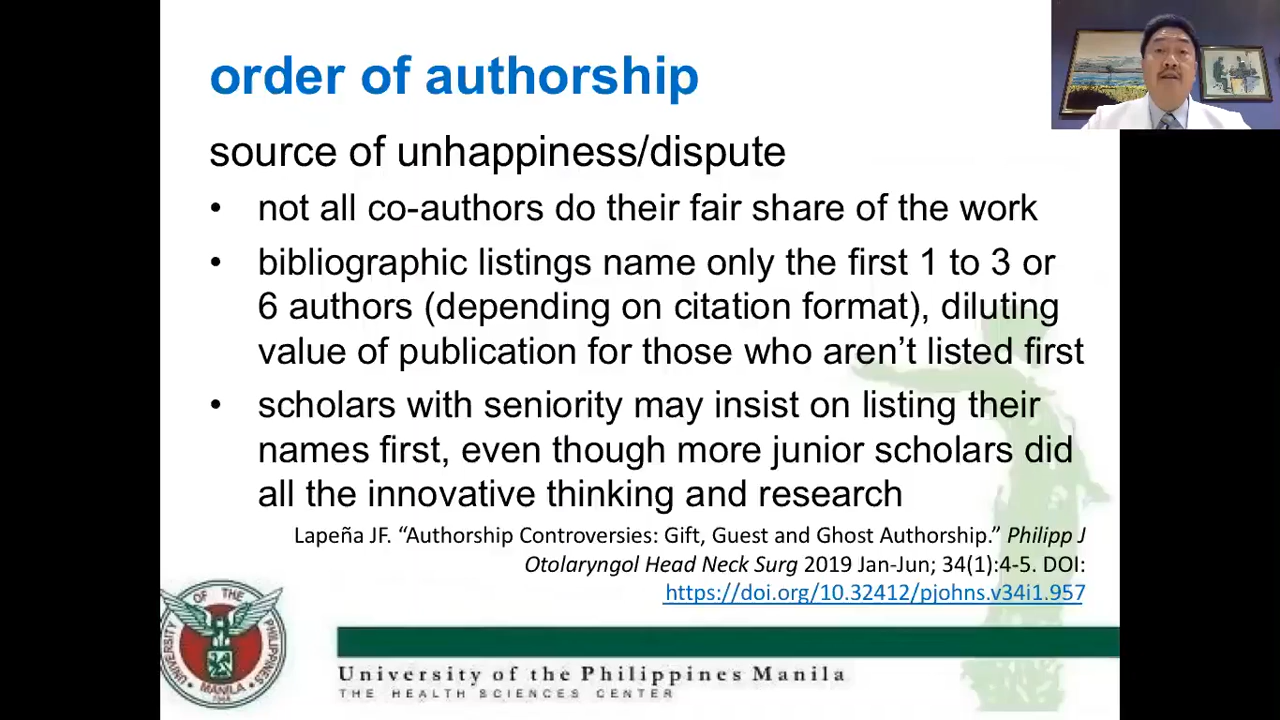 order of authorship
source of unhappiness/dispute
• not all co-authors do their fair share of the work
• bibliographic listings name only the first 1 to 3 or
6 authors (depending on citation format), diluting
value of publication for those who aren’t listed first
• scholars with seniority may insist on listing their
names first, even though more junior scholars did
all the innovative thinking and research
Lapeña JF. “Authorship Controversies: Gift, Guest and Ghost Authorship.” Philipp J
Otolaryngol Head Neck Surg 2019 Jan-Jun; 34(1):4-5. DOI:
https://doi.org/10.32412/pjohns.v34i1.957
UNIVERSITY OF THE PHILIPPINES
MANILA
University of the Philippines Manila
THE HEALTH SCIENCES CENTER